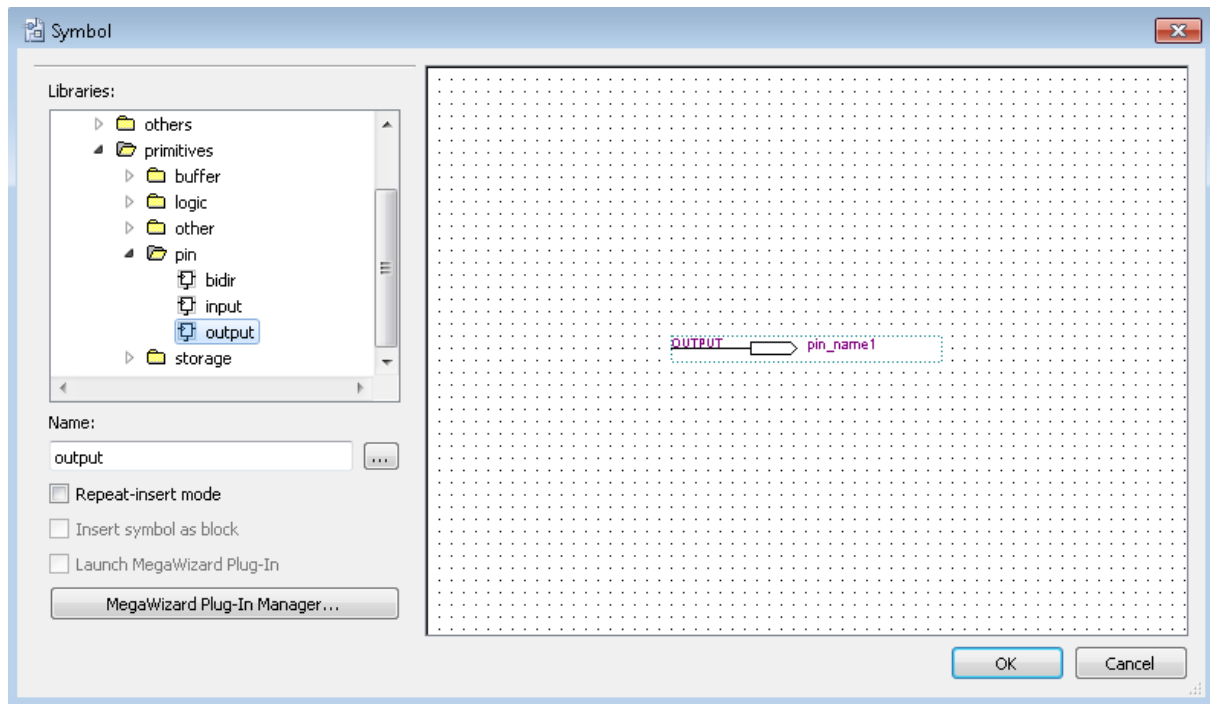 Symbol
Libraries:
others
primitives
buffer
logic
other
pin
bidir
input
output
storage
Name:
output
...
Repeat-insert mode
Insert symbol as block
Launch MegaWizard Plug-In
MegaWizard Plug-In Manager...
OUTPUT pin_name1
OK Cancel